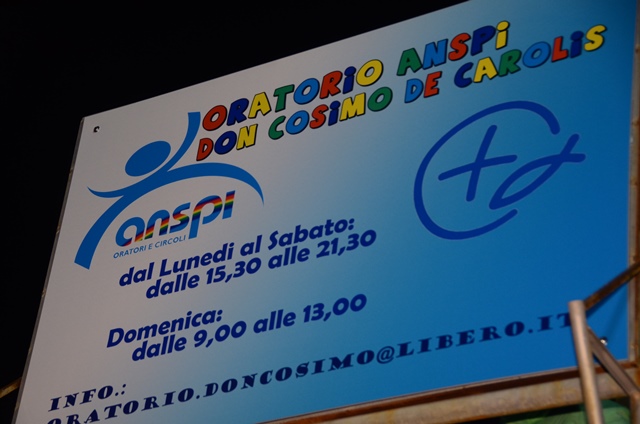 ORATORIO ANSPi
DON COSiMO DE CAROLiS
anspi
ORATORI E CIRCOLI
dal Lunedi al Sabato:
dalle 15,30 alle 21,30
Domenica:
dalle 9,00 alle 13,00
INFO.:
ORATORIO.DONCOSIMO@LIBERO.IT